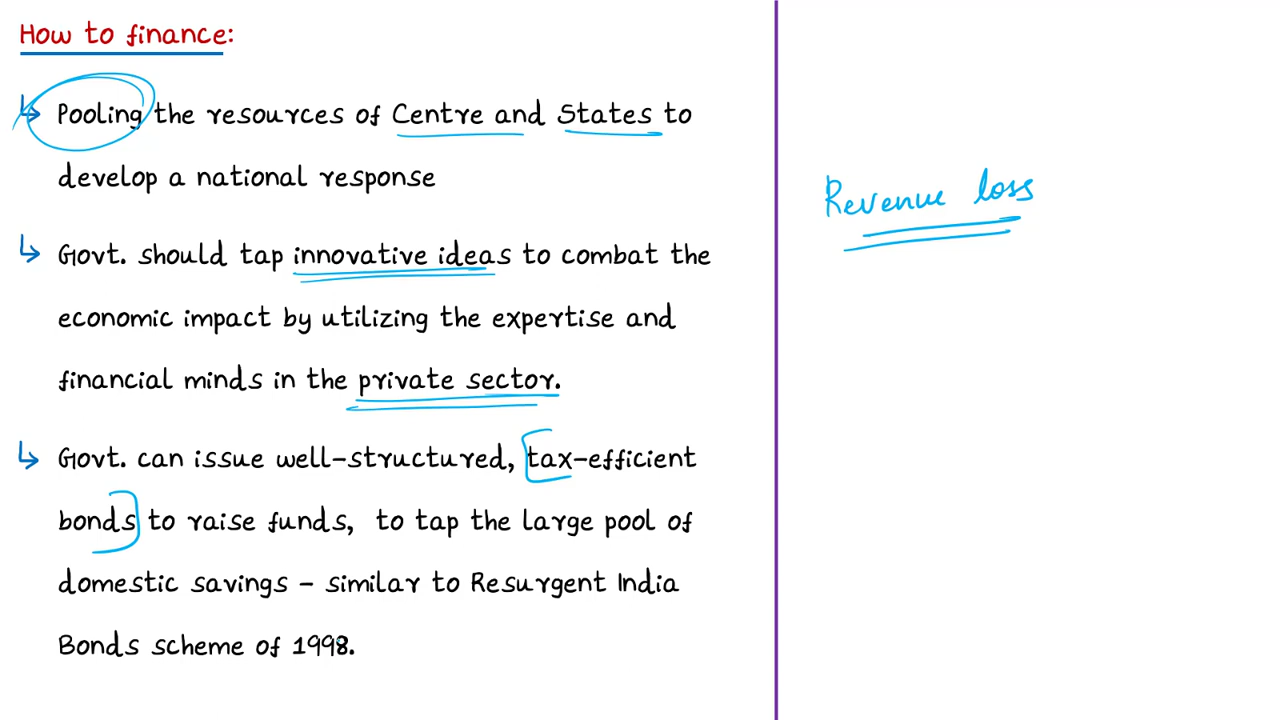 How to finance:
↳ Pooling the resources of Centre and States to
develop a national response
↳ Govt. should tap innovative ideas to combat the
economic impact by utilizing the expertise and
financial minds in the private sector.
↳ Govt. can issue well-structured, tax-efficient
bonds to raise funds, to tap the large pool of
domestic savings – similar to Resurgent India
Bonds scheme of 1998.
Revenue loss